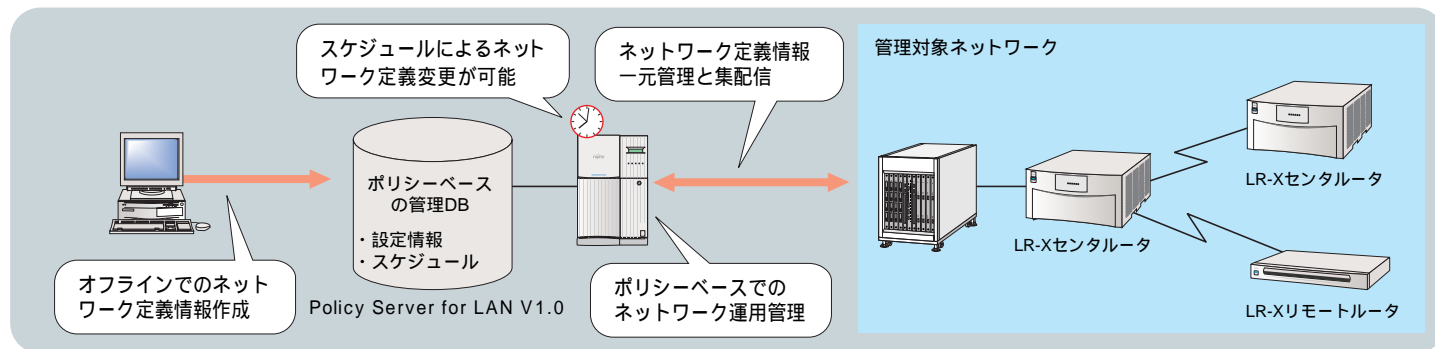 スケジュールによるネット
ワーク定義変更が可能
ネットワーク定義情報
一元管理と集配信
管理対象ネットワーク
ポリシーベース
の管理DB
・設定情報
・スケジュール
LR-Xセンタルータ
LR-Xセンタルータ
オフラインでのネット
ワーク定義情報作成
Policy Server for LAN V1.0
ポリシーベースでの
ネットワーク運用管理
LR-Xリモートルータ